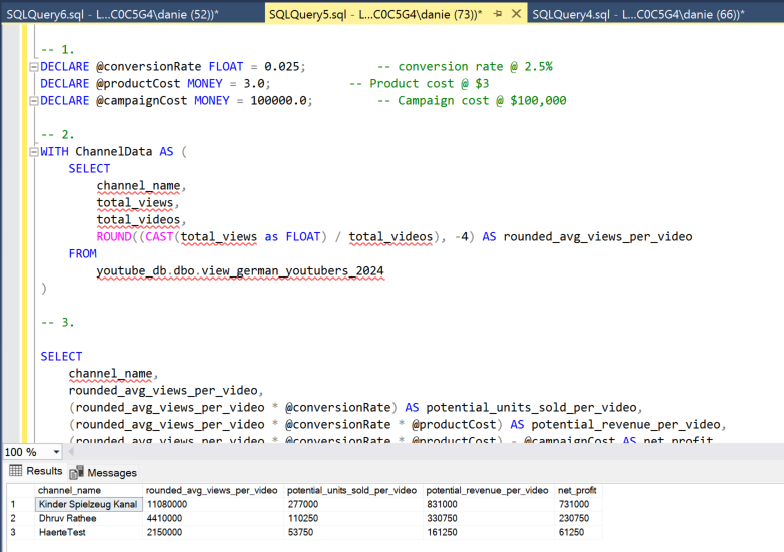 SQLQuery6.sql - L...C0C5G4\danie (52))* SQLQuery5.sql - L...C0C5G4\danie (73))* SQLQuery4.sql - L...C0C5G4\danie (66))*
-- 1.
DECLARE @conversionRate FLOAT = 0.025; -- conversion rate @ 2.5%
DECLARE @productCost MONEY = 3.0; -- Product cost @ $3
DECLARE @campaignCost MONEY = 100000.0; -- Campaign cost @ $100,000
-- 2.
WITH ChannelData AS (
SELECT
channel_name,
total_views,
total_videos,
ROUND((CAST(total_views as FLOAT) / total_videos), -4) AS rounded_avg_views_per_video
FROM
youtube_db.dbo.view_german_youtubers_2024
)
-- 3.
SELECT
channel_name,
rounded_avg_views_per_video,
(rounded_avg_views_per_video * @conversionRate) AS potential_units_sold_per_video,
(rounded_avg_views_per_video * @conversionRate * @productCost) AS potential_revenue_per_video,
(rounded_avg_views_per_video * @conversionRate * @productCost) - @campaignCost AS net_profit
100 %
Results Messages
channel_name rounded_avg_views_per_video potential_units_sold_per_video potential_revenue_per_video net_profit
1 Kinder Spielzeug Kanal 11080000 277000 831000 731000
2 Dhruv Rathee 4410000 110250 330750 230750
3 HaerteTest 2150000 53750 161250 61250